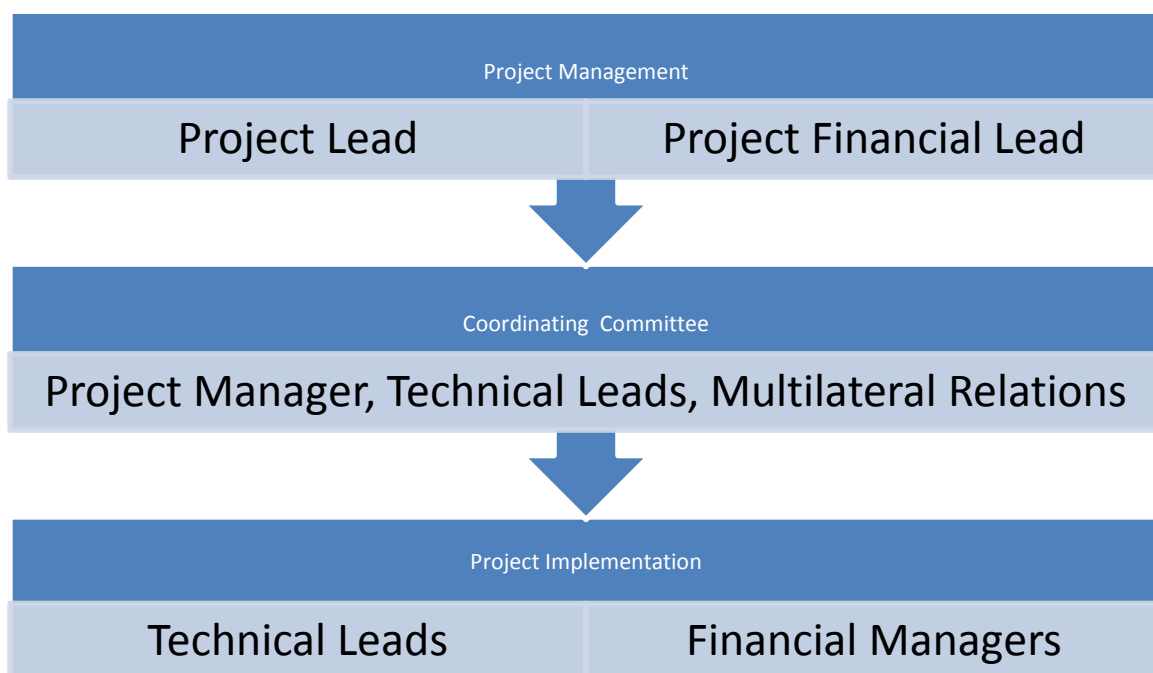 Project Management
Project Lead
Project Financial Lead
Coordinating  Committee
Project Manager, Technical Leads, Multilateral Relations
Project Implementation
Technical Leads
Financial Managers